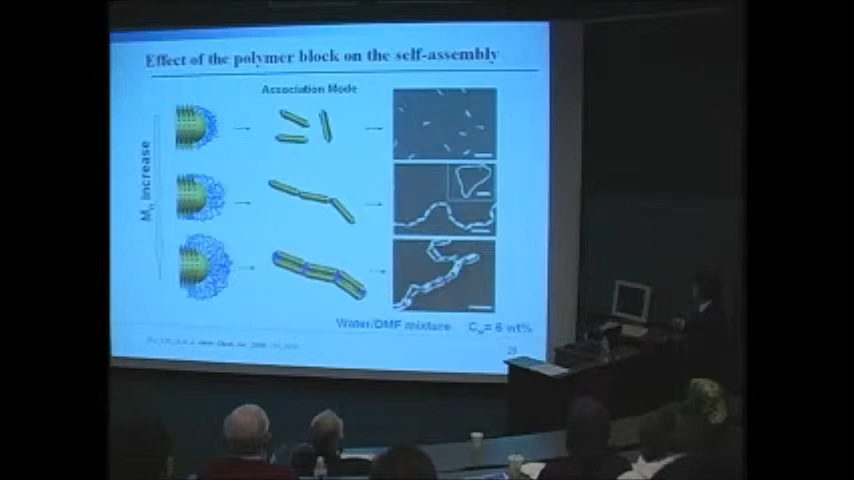 Effect of the polymer block on the self-assembly
Association Mode
Mn increase
Water/DMF mixture Cw= 6 wt%
26